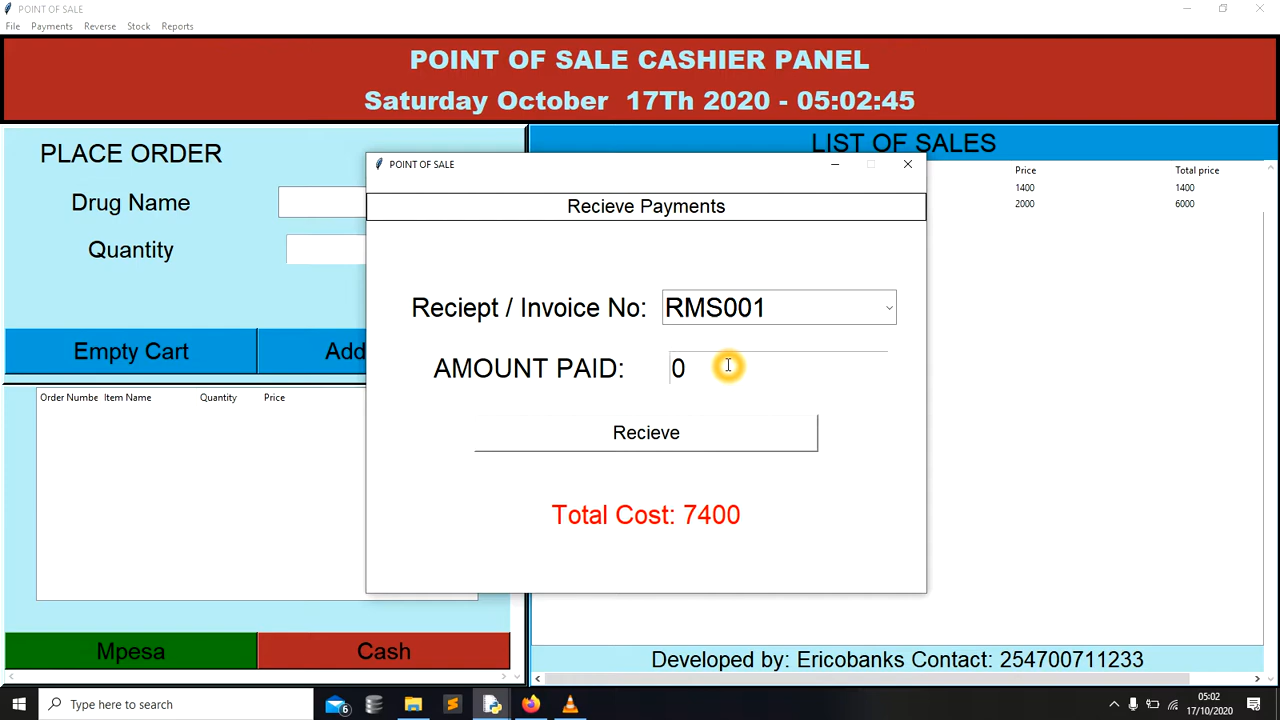 POINT OF SALE
File Payments Reverse Stock Reports
POINT OF SALE CASHIER PANEL
Saturday October 17Th 2020 - 05:02:45
PLACE ORDER
Drug Name
Quantity
Empty Cart
Add
Order Numbe Item Name Quantity Price
Mpesa
Cash
LIST OF SALES
Price Total price
1400 1400
2000 6000
POINT OF SALE
Recieve Payments
Reciept / Invoice No: RMS001
AMOUNT PAID: 0
Recieve
Total Cost: 7400
Developed by: Ericobanks Contact: 254700711233
Type here to search
6
05:02
17/10/2020